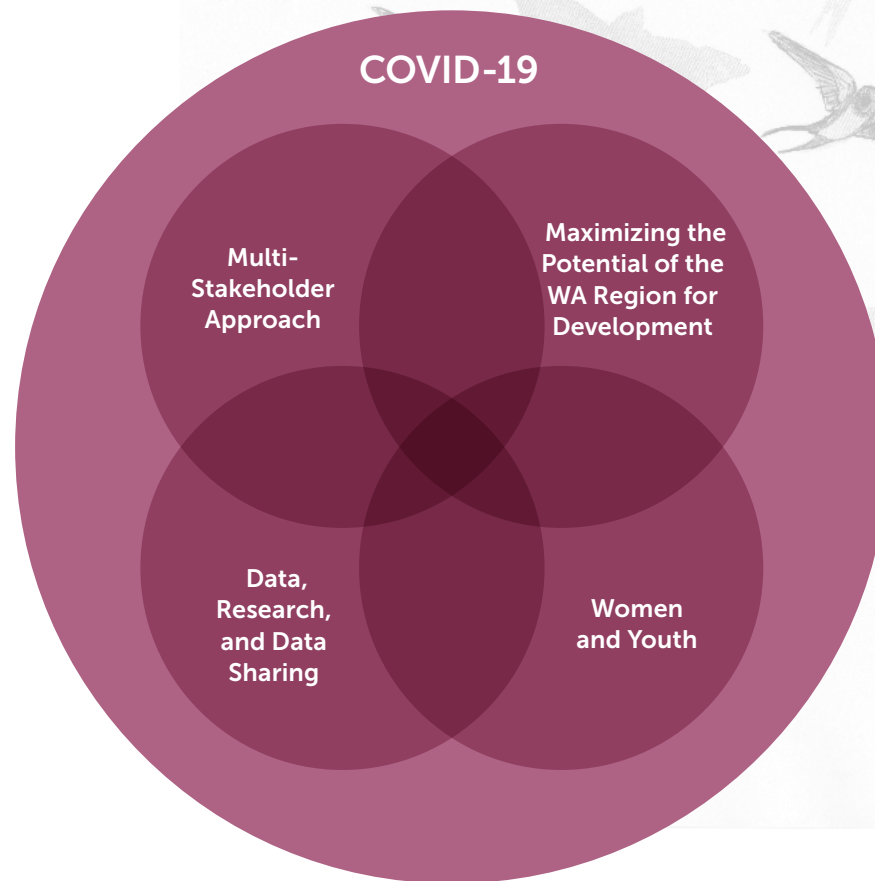 COVID-19
Multi-
Stakeholder
Approach
Maximizing the
Potential of the
WA Region for
Development
Data,
Research,
and Data
Sharing
Women
and Youth